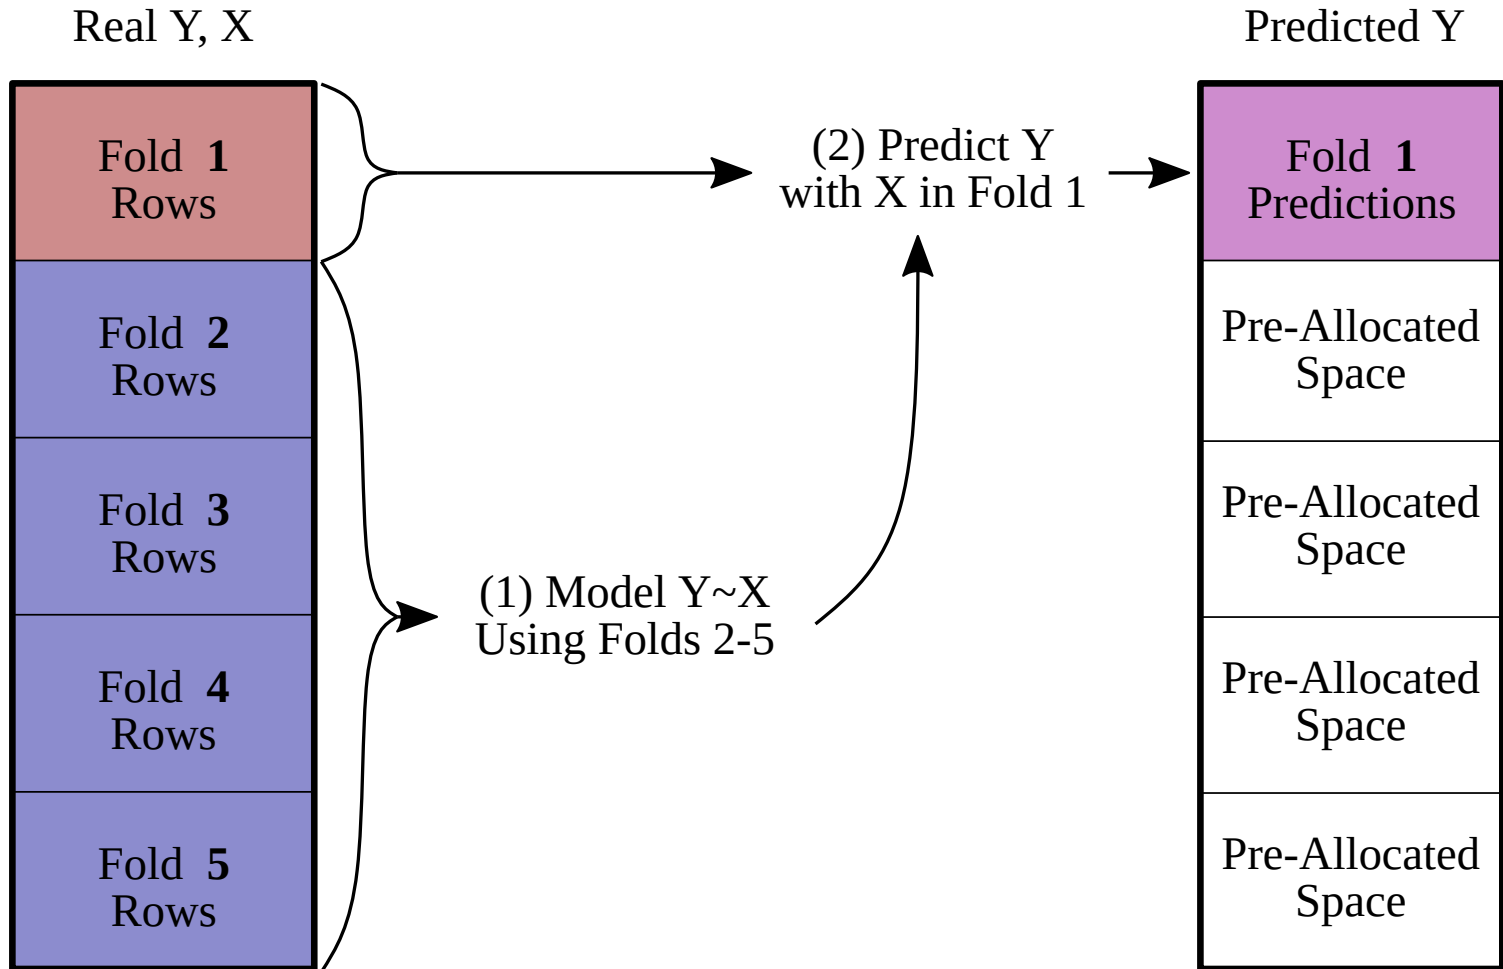 Real Y, X
Fold 1
Rows
Fold 2
Rows
Fold 3
Rows
Fold 4
Rows
Fold 5
Rows
(2) Predict Y
with X in Fold 1
(1) Model Y~X
Using Folds 2-5
Predicted Y
Fold 1
Predictions
Pre-Allocated
Space
Pre-Allocated
Space
Pre-Allocated
Space
Pre-Allocated
Space